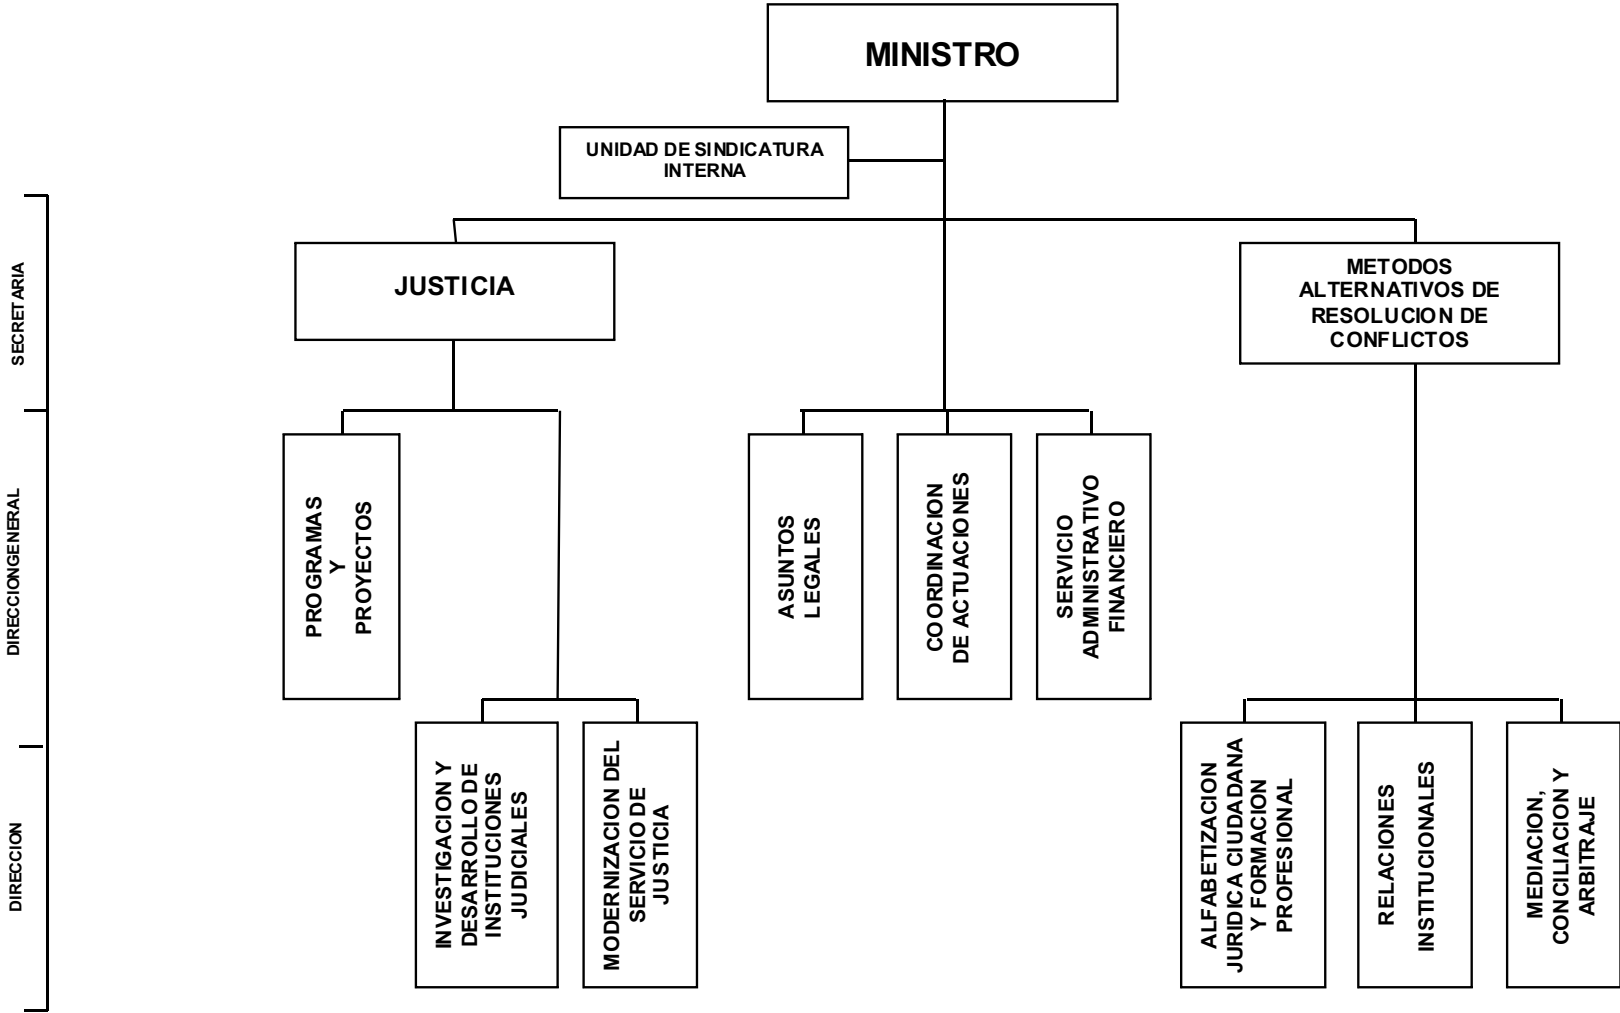 MINISTRO
UNIDAD DE SINDICATURA
INTERNA
SECRETARIA
JUSTICIA
METODOS
ALTERNATIVOS DE
RESOLUCION DE
CONFLICTOS
DIRECCIONGENERAL
PROGRAMAS
Y
PROYECTOS
ASUNTOS
LEGALES
COORDINACION
DE ACTUACIONES
SERVICIO
ADMINISTRATIVO
FINANCIERO
DIRECCION
INVESTIGACION Y
DESARROLLO DE
INSTITUCIONES
JUDICIALES
MODERNIZACION DEL
SERVICIO DE
JUSTICIA
ALFABETIZACION
JURIDICA CIUDADANA
Y FORMACION
PROFESIONAL
RELACIONES
INSTITUCIONALES
MEDIACION,
CONCILIACION Y
ARBITRAJE